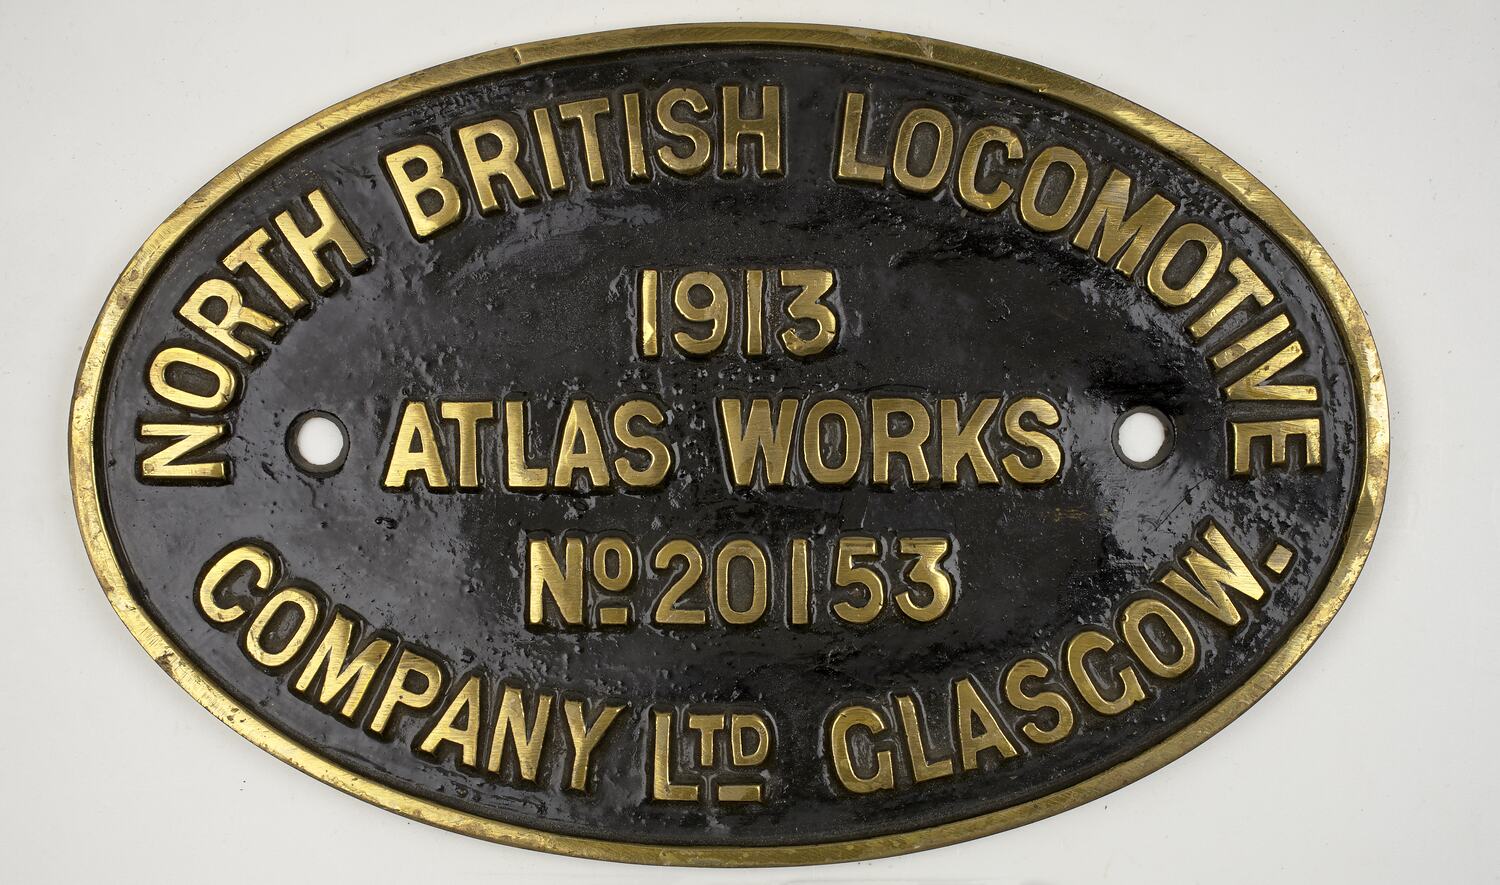 NORTH BRITISH LOCOMOTIVE
1913
ATLAS WORKS
Nº 20153
COMPANY LTD GLASGOW.